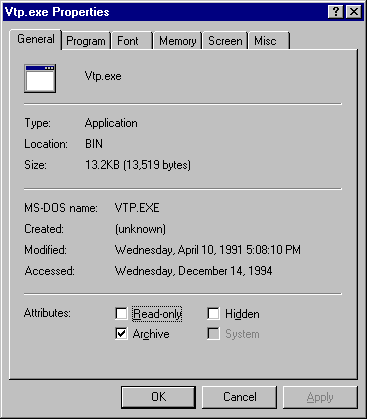 Vtp.exe Properties
General Program Font Memory Screen Misc
Vtp.exe
Type: Application
Location: BIN
Size: 13.2KB (13,519 bytes)
MS-DOS name: VTP.EXE
Created: (unknown)
Modified: Wednesday, April 10, 1991 5:08:10 PM
Accessed: Wednesday, December 14, 1994
Attributes: Read-only Hidden
Archive System
OK Cancel Apply